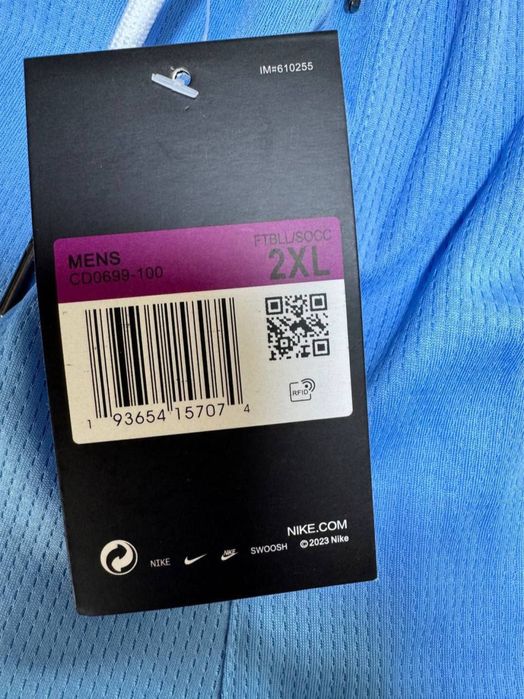 IM#610255
MENS
CD0699-100
FTBLL/SOCC
2XL
RFID
1 93654 15707 4
NIKE.COM
NIKE NIKE SWOOSH ©2023 Nike